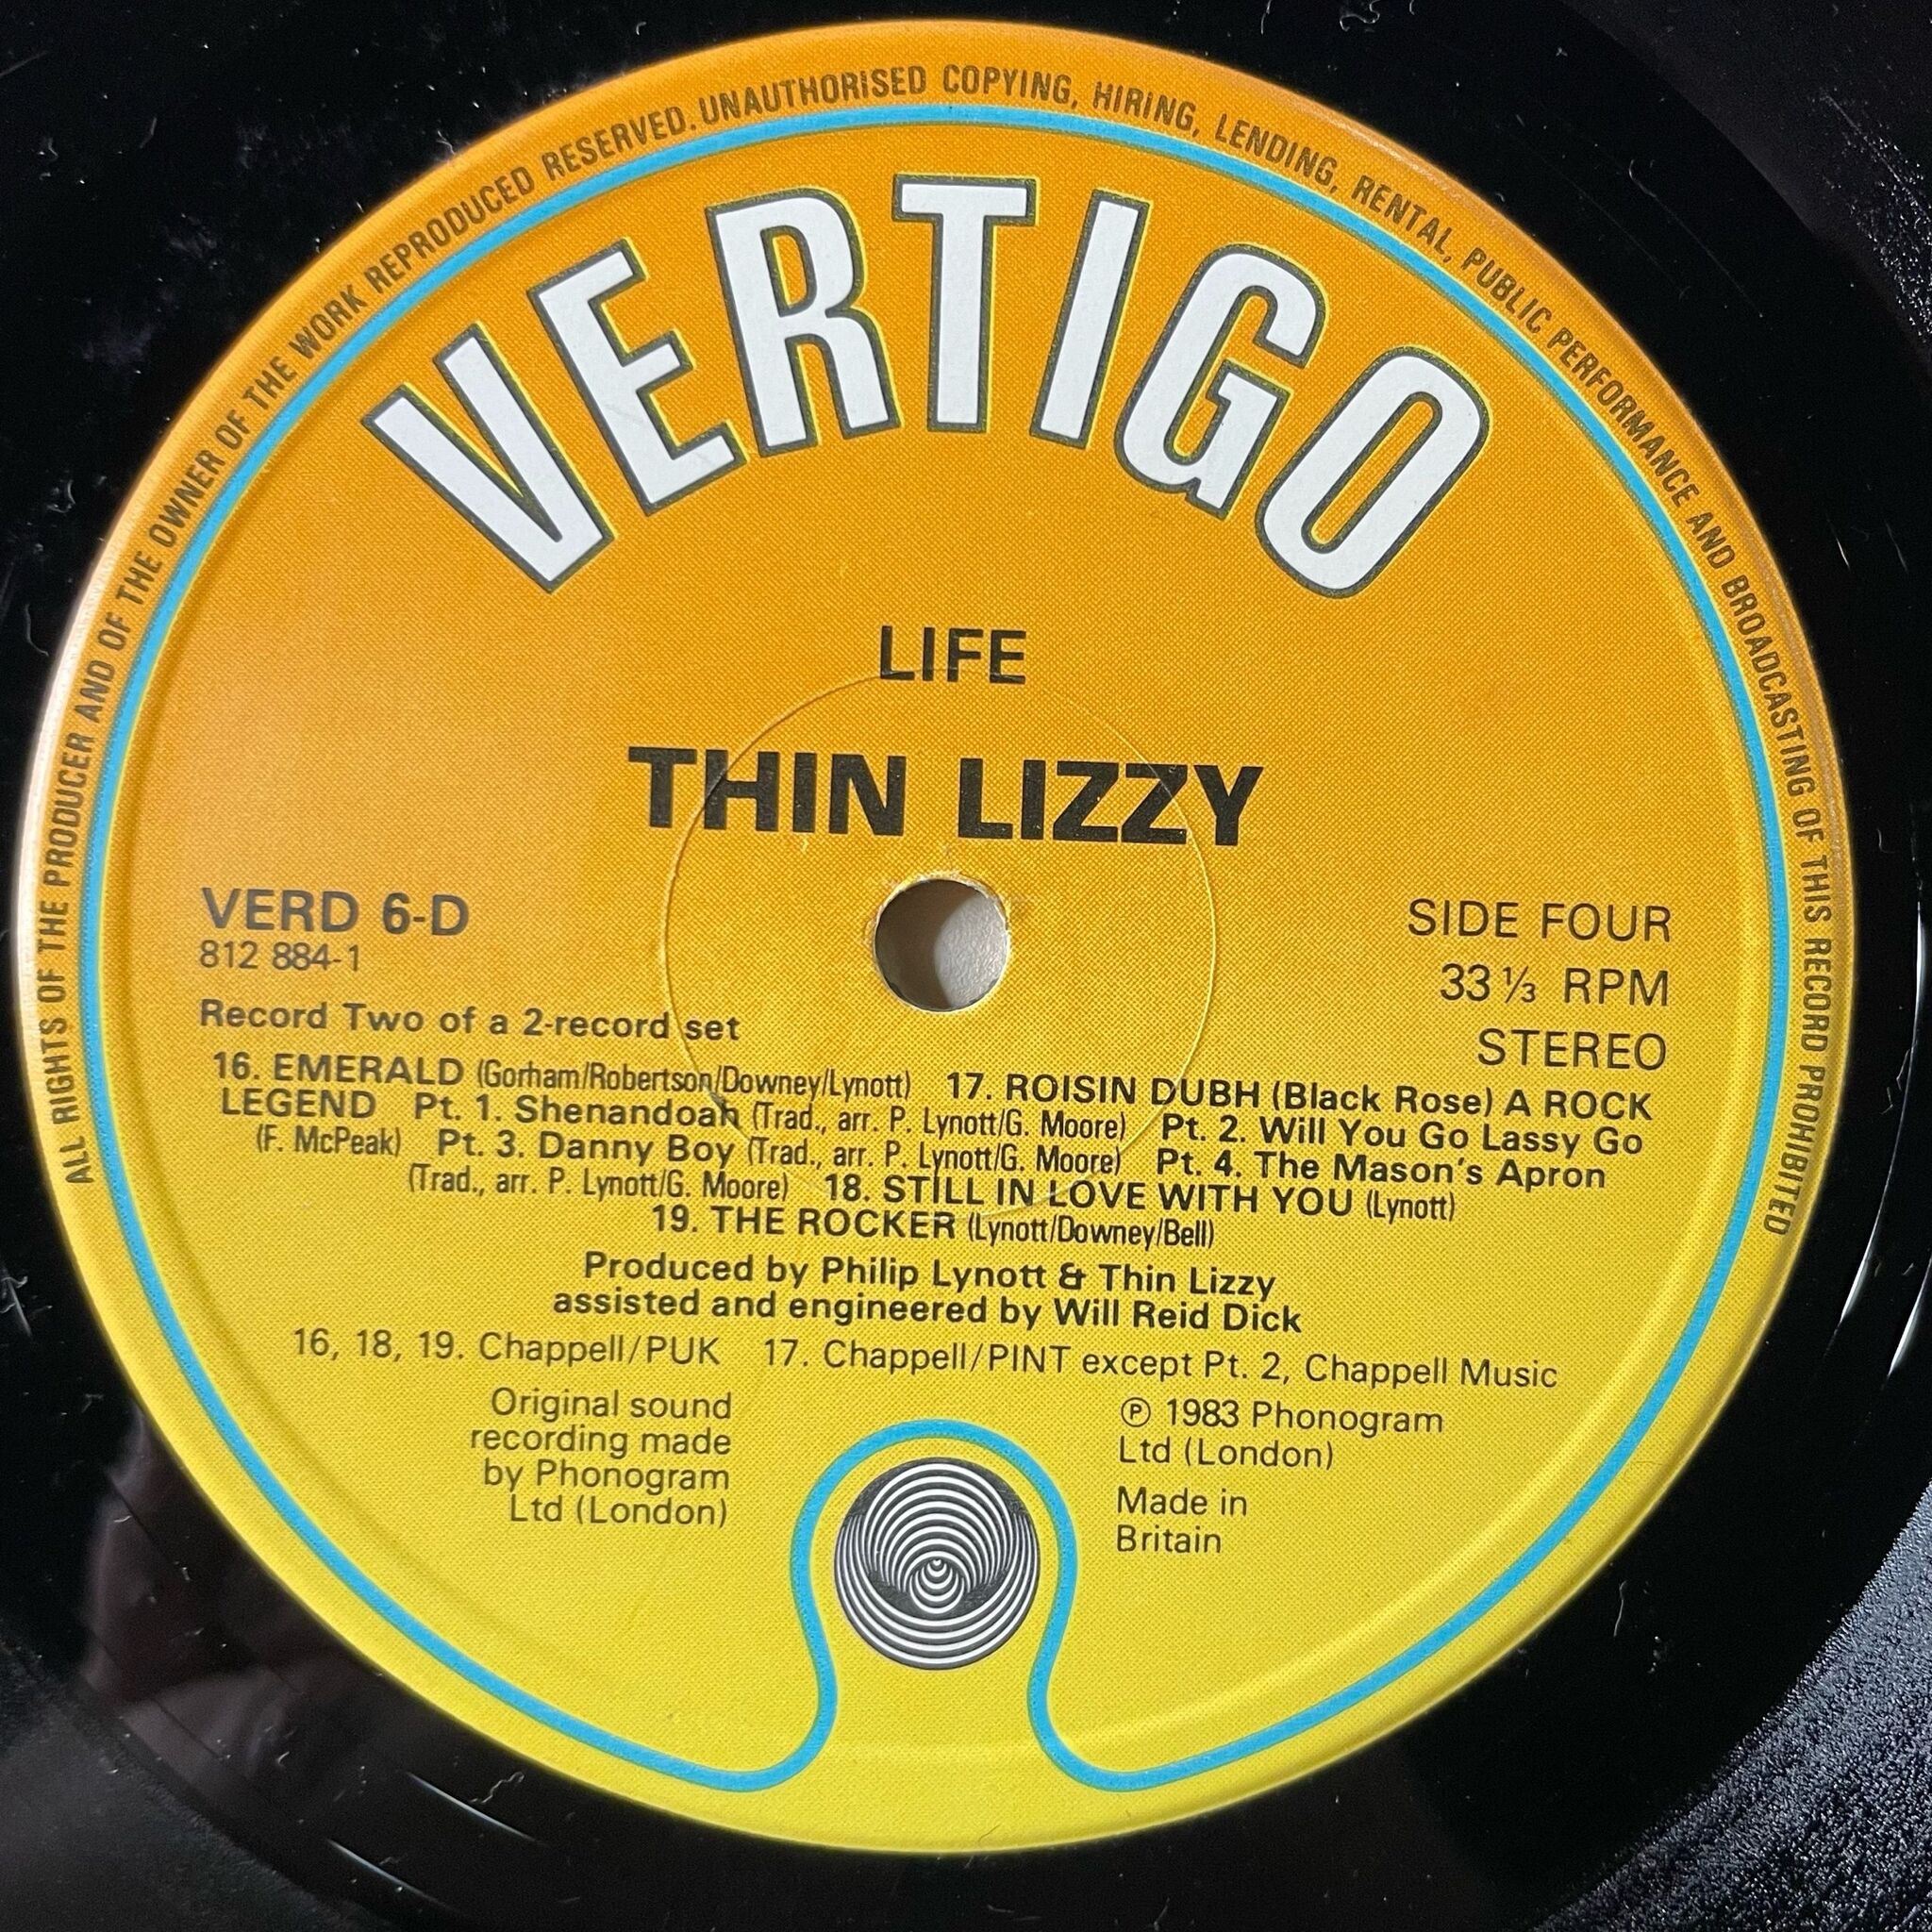 ALL RIGHTS OF THE PRODUCER AND OF THE OWNER OF THE WORK REPRODUCED RESERVED. UNAUTHORISED COPYING, HIRING, LENDING, RENTAL, PUBLIC PERFORMANCE AND BROADCASTING OF THIS RECORD PROHIBITED
VERTIGO
LIFE
THIN LIZZY
VERD 6-D
812 884-1
Record Two of a 2-record set
SIDE FOUR
33 ⅓ RPM
STEREO
16. EMERALD (Gorham/Robertson/Downey/Lynott) 17. ROISIN DUBH (Black Rose) A ROCK
LEGEND Pt. 1. Shenandoah (Trad., arr. P. Lynott/G. Moore) Pt. 2. Will You Go Lassy Go
(F. McPeak) Pt. 3. Danny Boy (Trad., arr. P. Lynott/G. Moore) Pt. 4. The Mason's Apron
(Trad., arr. P. Lynott/G. Moore) 18. STILL IN LOVE WITH YOU (Lynott)
19. THE ROCKER (Lynott/Downey/Bell)
Produced by Philip Lynott & Thin Lizzy
assisted and engineered by Will Reid Dick
16, 18, 19. Chappell/PUK 17. Chappell/PINT except Pt. 2, Chappell Music
Original sound
recording made
by Phonogram
Ltd (London)
℗ 1983 Phonogram
Ltd (London)
Made in
Britain